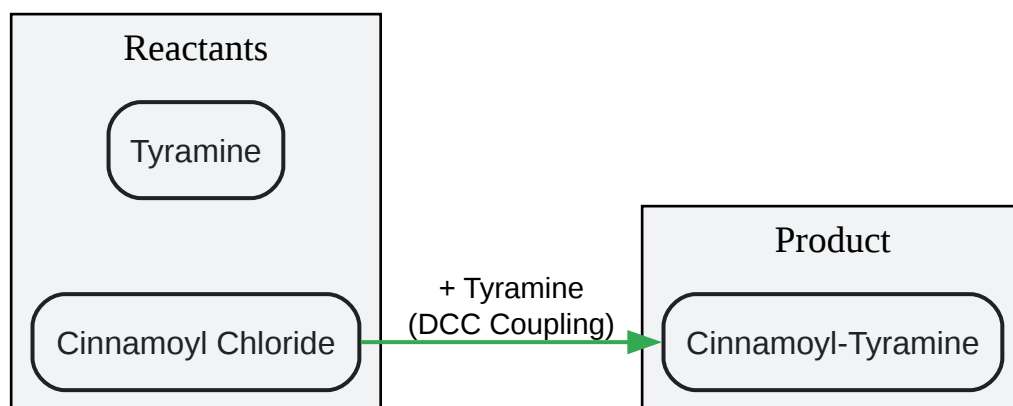 Reactants
Tyramine
Cinnamoyl Chloride
+ Tyramine
(DCC Coupling)
Product
Cinnamoyl-Tyramine